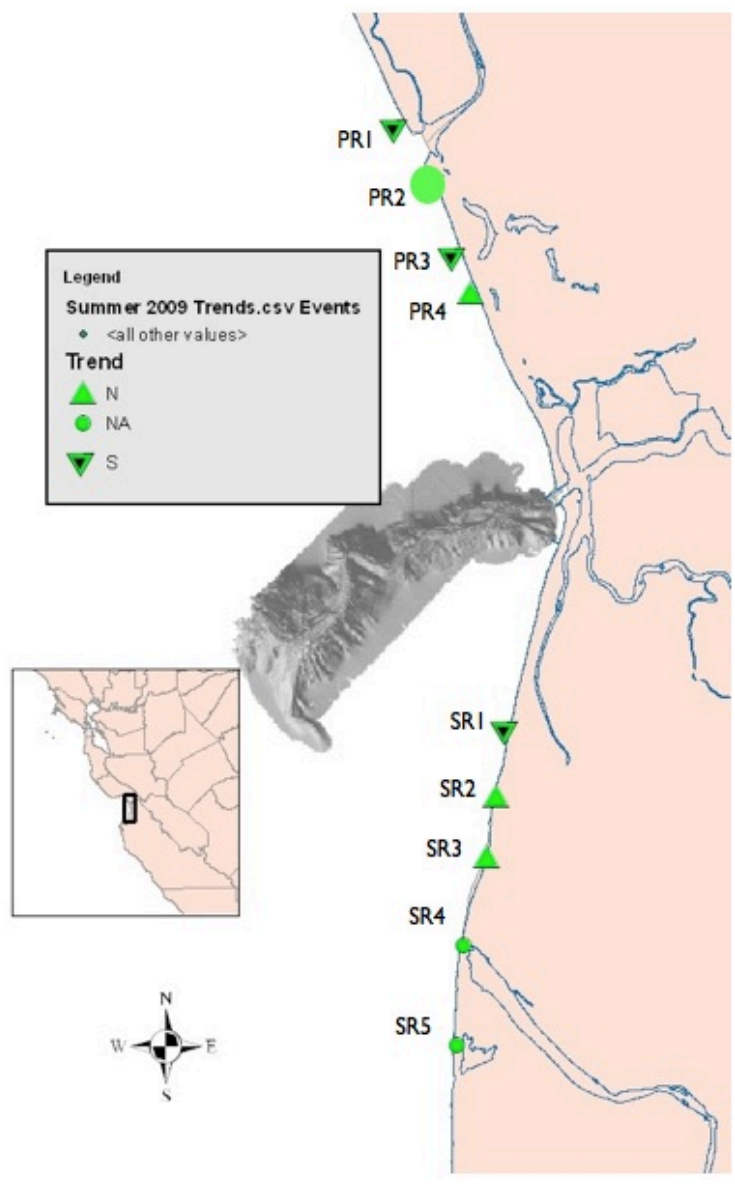 PR1
PR2
PR3
PR4
Legend
Summer 2009 Trends.csv Events
<all other values>
Trend
N
NA
S
SR1
SR2
SR3
SR4
SR5
N
W E
S